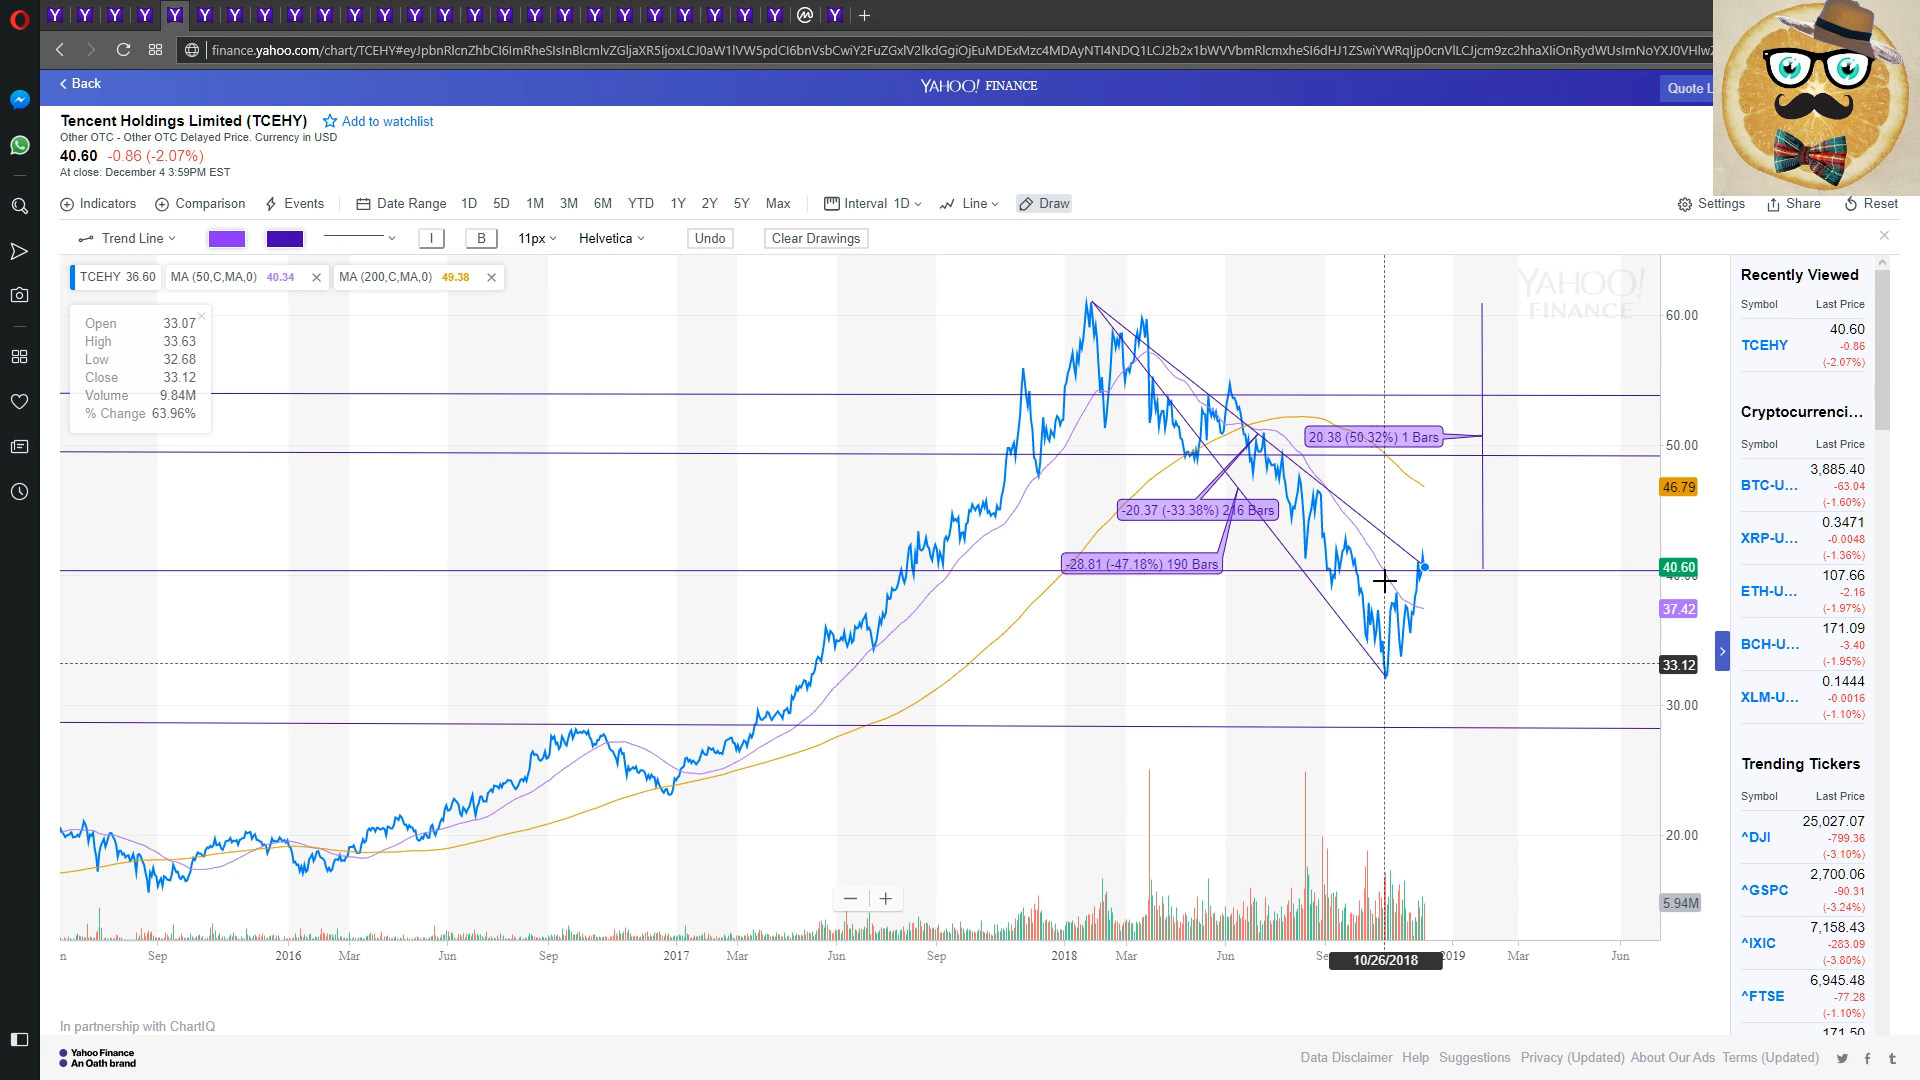 finance.yahoo.com/chart/TCEHY
Back
YAHOO! FINANCE
Quote L
Tencent Holdings Limited (TCEHY)
Add to watchlist
Other OTC - Other OTC Delayed Price. Currency in USD
40.60 -0.86 (-2.07%)
At close: December 4 3:59PM EST
Indicators Comparison Events Date Range 1D 5D 1M 3M 6M YTD 1Y 2Y 5Y Max Interval 1D Line Draw Settings Share Reset
Trend Line I B 11px Helvetica Undo Clear Drawings
TCEHY 36.60 MA (50,C,MA,0) 40.34 MA (200,C,MA,0) 49.38
YAHOO!
FINANCE
Open 33.07
High 33.63
Low 32.68
Close 33.12
Volume 9.84M
% Change 63.96%
60.00
50.00
46.79
40.60
40.00
37.42
33.12
30.00
20.00
5.94M
20.38 (50.32%) 1 Bars
-20.37 (-33.38%) 216 Bars
-28.81 (-47.18%) 190 Bars
n Sep 2016 Mar Jun Sep 2017 Mar Jun Sep 2018 Mar Jun Se 10/26/2018 2019 Mar Jun
Recently Viewed
Symbol Last Price
TCEHY 40.60
-0.86
(-2.07%)
Cryptocurrenci...
Symbol Last Price
BTC-U... 3,885.40
-63.04
(-1.60%)
XRP-U... 0.3471
-0.0048
(-1.36%)
ETH-U... 107.66
-2.16
(-1.97%)
BCH-U... 171.09
-3.40
(-1.95%)
XLM-U... 0.1444
-0.0016
(-1.10%)
Trending Tickers
Symbol Last Price
^DJI 25,027.07
-799.36
(-3.10%)
^GSPC 2,700.06
-90.31
(-3.24%)
^IXIC 7,158.43
-283.09
(-3.80%)
^FTSE 6,945.48
-77.28
(-1.10%)
171.50
In partnership with ChartIQ
Yahoo Finance
An Oath brand
Data Disclaimer Help Suggestions Privacy (Updated) About Our Ads Terms (Updated)